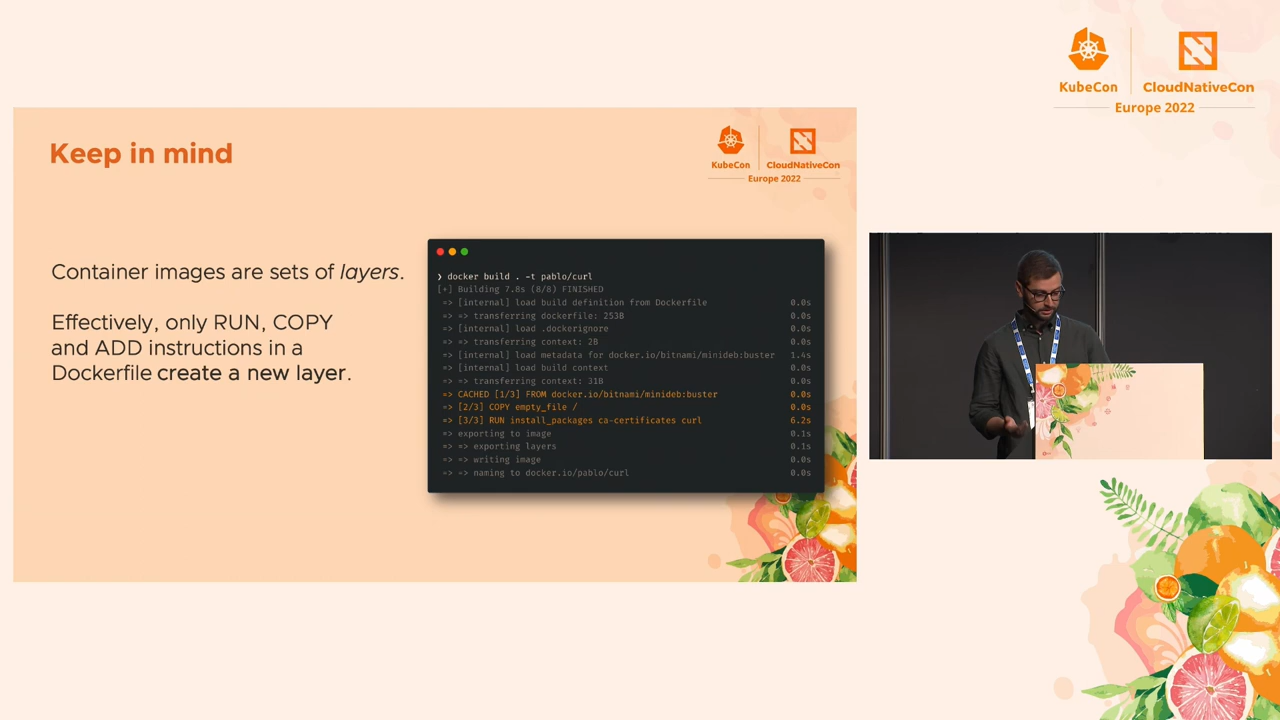 KubeCon
CloudNativeCon
Europe 2022
Keep in mind
KubeCon
CloudNativeCon
Europe 2022
Container images are sets of layers.
Effectively, only RUN, COPY
and ADD instructions in a
Dockerfile create a new layer.
❯ docker build . -t pablo/curl
[+] Building 7.8s (8/8) FINISHED
=> [internal] load build definition from Dockerfile 0.0s
=> => transferring dockerfile: 253B 0.0s
=> [internal] load .dockerignore 0.0s
=> => transferring context: 2B 0.0s
=> [internal] load metadata for docker.io/bitnami/minideb:buster 1.4s
=> [internal] load build context 0.0s
=> => transferring context: 31B 0.0s
=> CACHED [1/3] FROM docker.io/bitnami/minideb:buster 0.0s
=> [2/3] COPY empty_file / 0.0s
=> [3/3] RUN install_packages ca-certificates curl 6.2s
=> exporting to image 0.1s
=> => exporting layers 0.1s
=> => writing image 0.0s
=> => naming to docker.io/pablo/curl 0.0s